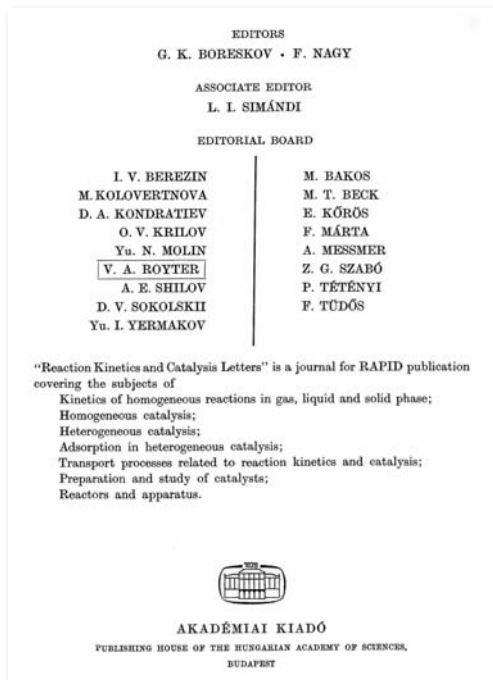 EDITORS
G. K. BORESKOV · F. NAGY
ASSOCIATE EDITOR
L. I. SIMÁNDI
EDITORIAL BOARD
I. V. BEREZIN
M. KOLOVERTNOVA
D. A. KONDRATIEV
O. V. KRILOV
Yu. N. MOLIN
V. A. ROYTER
A. E. SHILOV
D. V. SOKOLSKII
Yu. I. YERMAKOV
M. BAKOS
M. T. BECK
E. KŐRÖS
F. MÁRTA
A. MESSMER
Z. G. SZABÓ
P. TÉTÉNYI
F. TÜDŐS
“Reaction Kinetics and Catalysis Letters” is a journal for RAPID publication
covering the subjects of
Kinetics of homogeneous reactions in gas, liquid and solid phase;
Homogeneous catalysis;
Heterogeneous catalysis;
Adsorption in heterogeneous catalysis;
Transport processes related to reaction kinetics and catalysis;
Preparation and study of catalysts;
Reactors and apparatus.
AKADÉMIAI KIADÓ
PUBLISHING HOUSE OF THE HUNGARIAN ACADEMY OF SCIENCES,
BUDAPEST